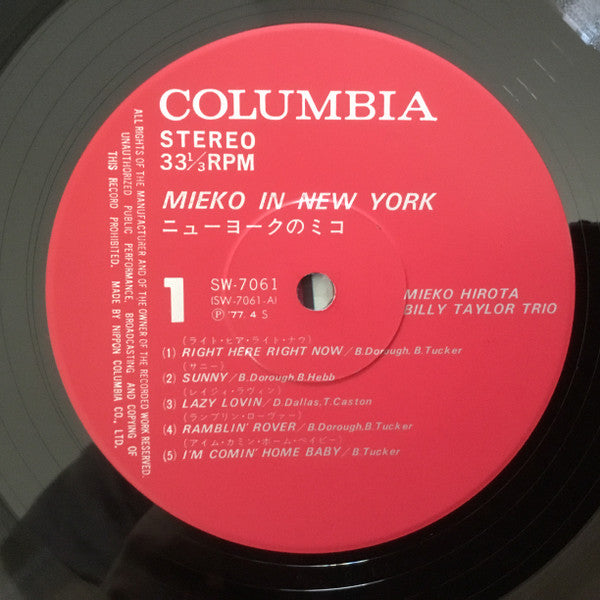 COLUMBIA
STEREO
33⅓RPM
MIEKO IN NEW YORK
ニューヨークのミコ
1
SW-7061
(SW-7061-A)
Ⓟ '77. 4 S
MIEKO HIROTA
BILLY TAYLOR TRIO
(ライト・ヒア・ライト・ナウ)
(1) RIGHT HERE RIGHT NOW/B.Dorough, B.Tucker
(サニー)
(2) SUNNY/B.Dorough,B.Hebb
(レイジィ・ラヴィン)
(3) LAZY LOVIN/D.Dallas,T.Caston
(ランブリン・ローヴァー)
(4) RAMBLIN' ROVER/B.Dorough,B.Tucker
(アイム・カミン・ホーム・ベイビー)
(5) I'M COMIN' HOME BABY/B.Tucker
ALL RIGHTS OF THE MANUFACTURER AND OF THE OWNER OF THE RECORDED WORK RESERVED.
UNAUTHORIZED PUBLIC PERFORMANCE, BROADCASTING AND COPYING OF
THIS RECORD PROHIBITED. MADE BY NIPPON COLUMBIA CO., LTD.